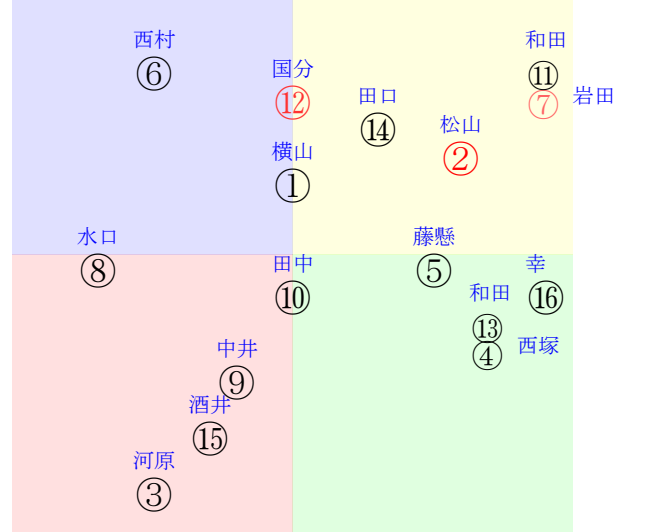 西村
⑥
国分
⑫
横山
①
田口
⑭
松山
②
和田
⑪
⑦
岩田
水口
⑧
田中
⑩
藤懸
⑤
幸
⑯
和田
⑬
④
西塚
中井
⑨
酒井
⑮
河原
③